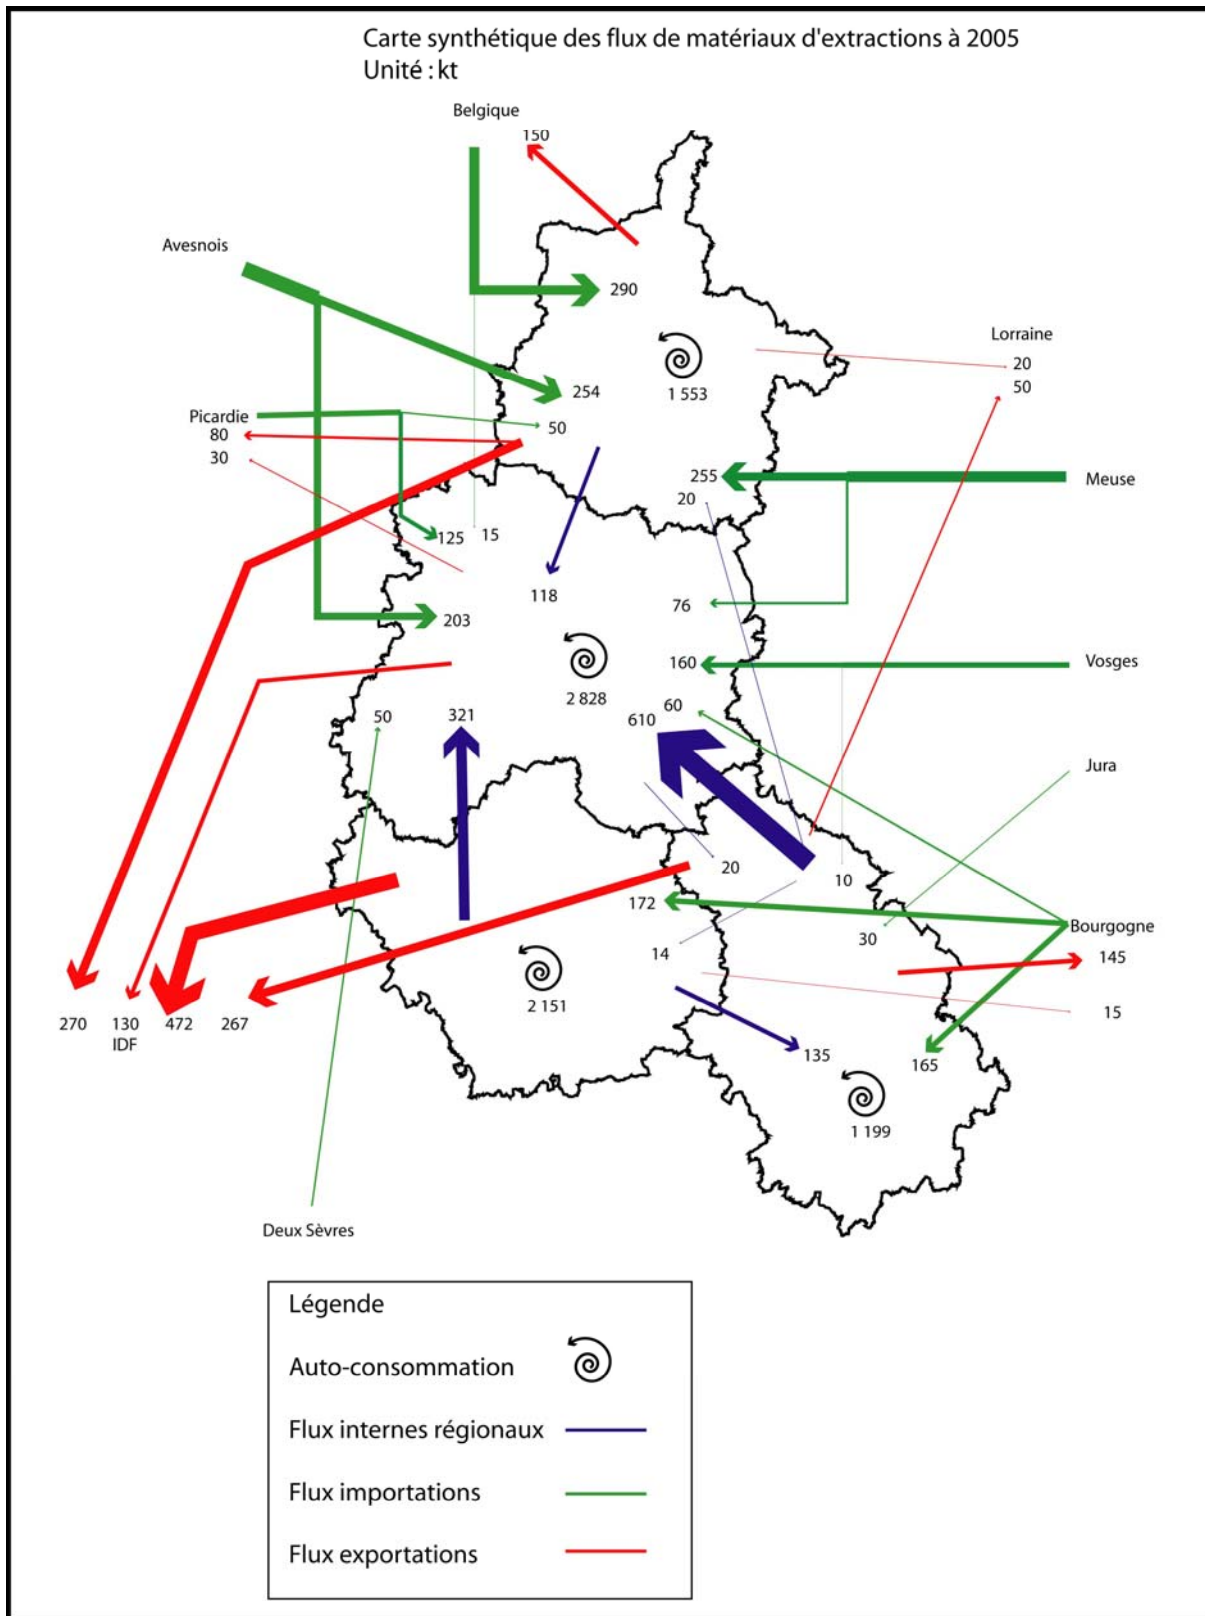 Carte synthétique des flux de matériaux d'extractions à 2005
Unité : kt
Belgique
150
Avesnois
290
Lorraine
20
50
1 553
254
Picardie
80
30
50
255
20
Meuse
125
15
118
76
203
160
Vosges
2 828
50
321
610
60
Jura
20
10
172
Bourgogne
145
30
14
15
2 151
270
130
IDF
472
267
135
165
1 199
Deux Sèvres
Légende
Auto-consommation
Flux internes régionaux
Flux importations
Flux exportations